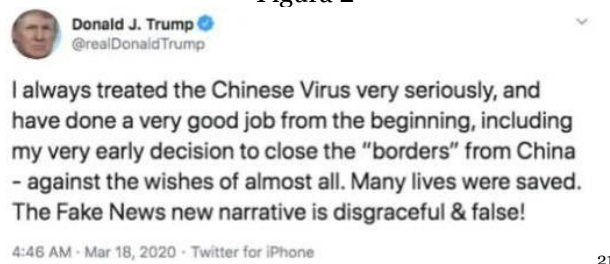 Figura 2
Donald J. Trump
@realDonaldTrump
I always treated the Chinese Virus very seriously, and
have done a very good job from the beginning, including
my very early decision to close the “borders” from China
- against the wishes of almost all. Many lives were saved.
The Fake News new narrative is disgraceful & false!
4:46 AM - Mar 18, 2020 · Twitter for iPhone